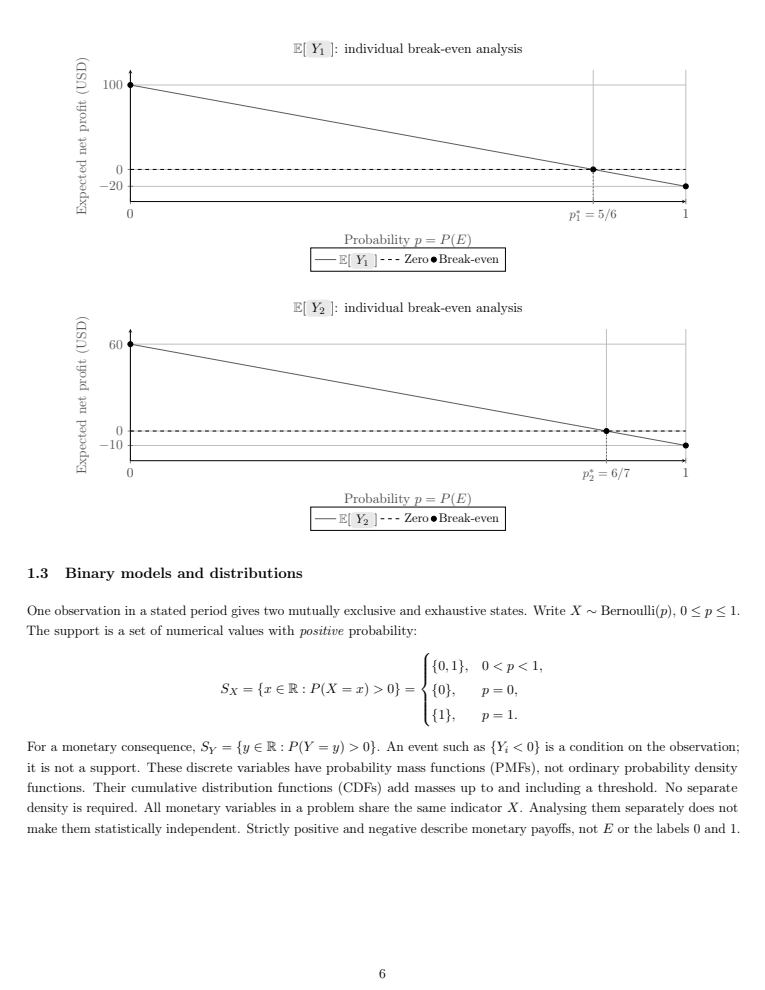 𝔼[ Y₁ ]: individual break-even analysis
Expected net profit (USD)
100
0
−20
0
p₁* = 5/6
1
Probability p = P(E)
𝔼[ Y₁ ] Zero Break-even
𝔼[ Y₂ ]: individual break-even analysis
Expected net profit (USD)
60
0
−10
0
p₂* = 6/7
1
Probability p = P(E)
𝔼[ Y₂ ] Zero Break-even
1.3 Binary models and distributions
One observation in a stated period gives two mutually exclusive and exhaustive states. Write X ∼ Bernoulli(p), 0 ≤ p ≤ 1.
The support is a set of numerical values with positive probability:
{0, 1}, 0 < p < 1,
S_X = {x ∈ ℝ : P(X = x) > 0} = {0}, p = 0,
{1}, p = 1.
For a monetary consequence, S_Y = {y ∈ ℝ : P(Y = y) > 0}. An event such as {Yᵢ < 0} is a condition on the observation;
it is not a support. These discrete variables have probability mass functions (PMFs), not ordinary probability density
functions. Their cumulative distribution functions (CDFs) add masses up to and including a threshold. No separate
density is required. All monetary variables in a problem share the same indicator X. Analysing them separately does not
make them statistically independent. Strictly positive and negative describe monetary payoffs, not E or the labels 0 and 1.
6